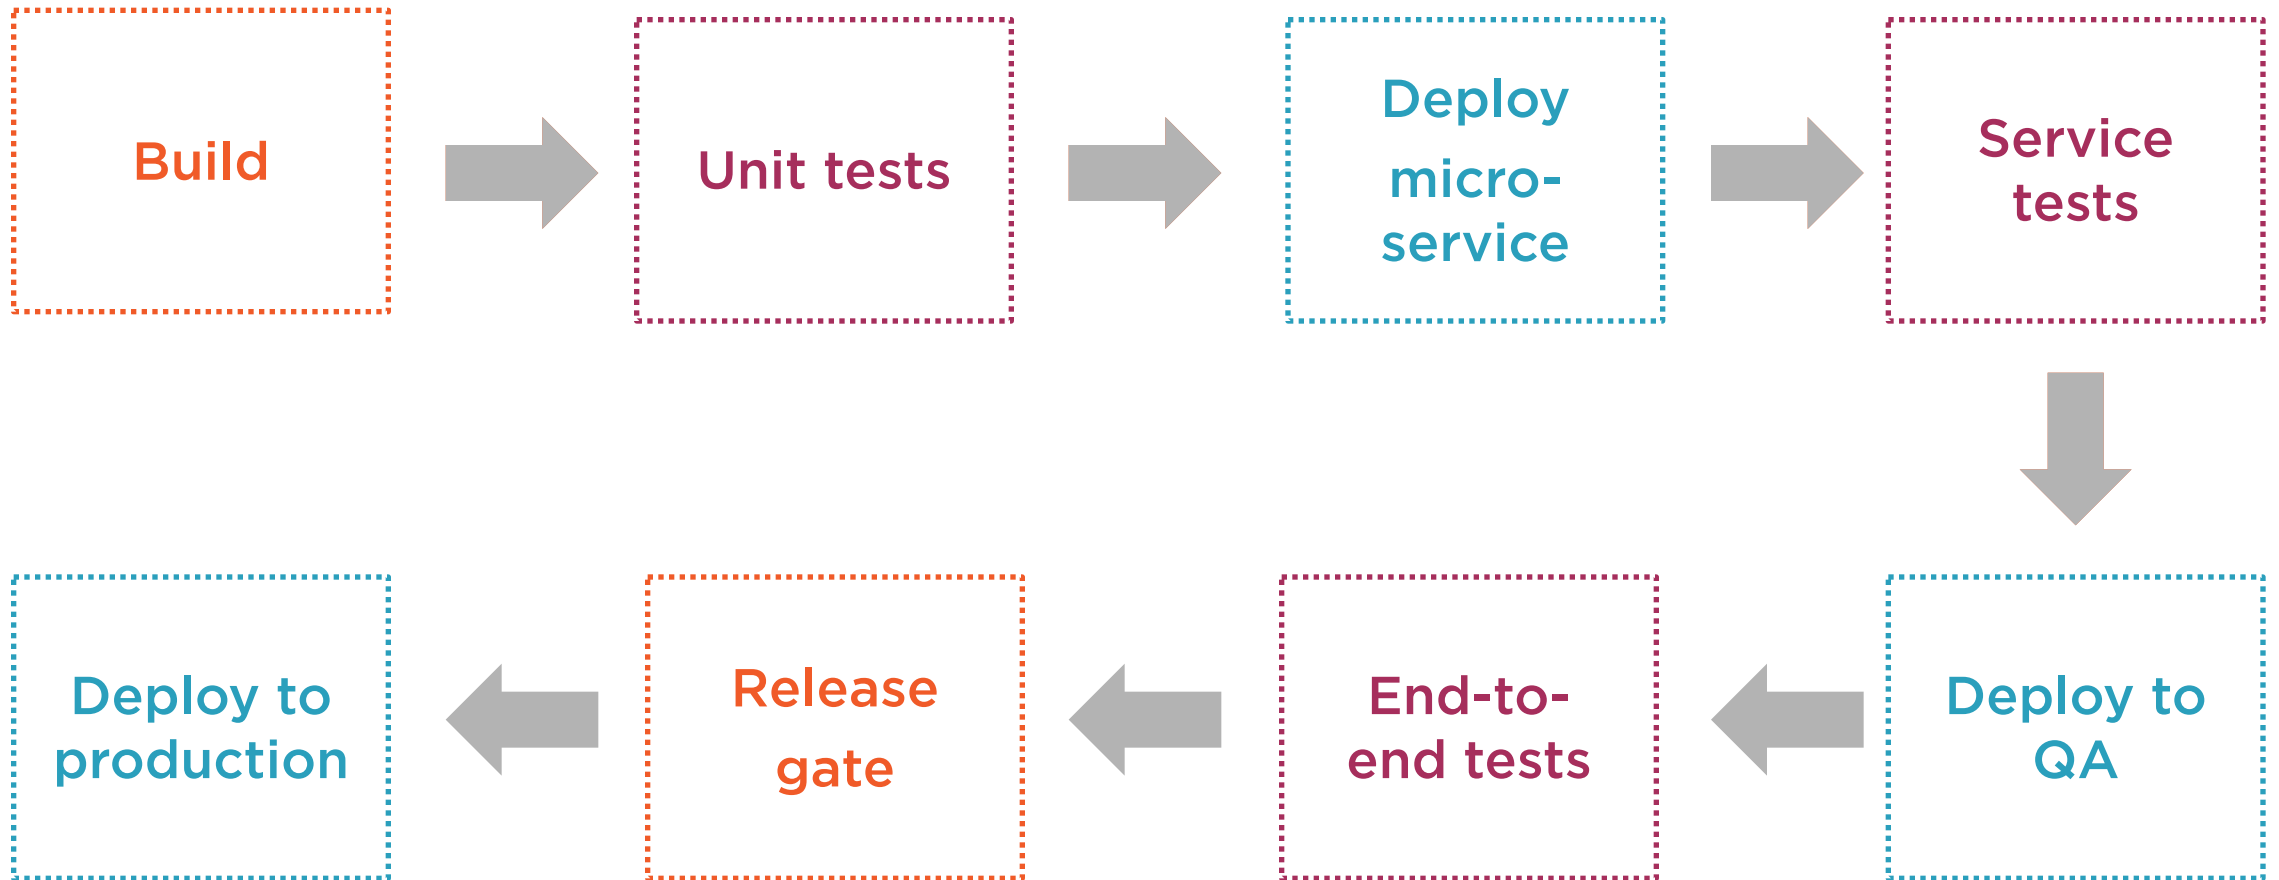 Build
Unit tests
Deploy
micro-
service
Service
tests
Deploy to
QA
End-to-
end tests
Release
gate
Deploy to
production